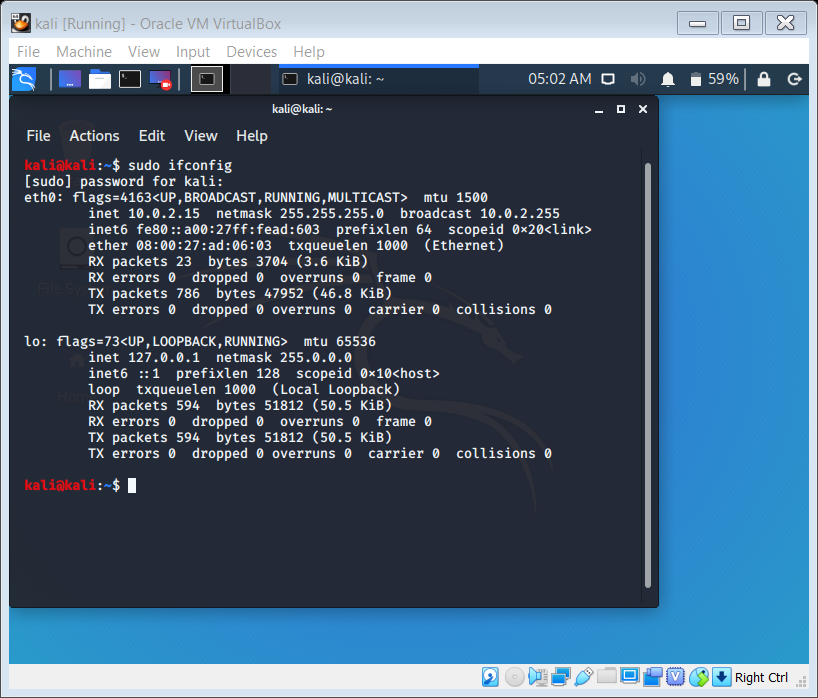 kali [Running] - Oracle VM VirtualBox
File Machine View Input Devices Help
kali@kali: ~ 05:02 AM 59%
kali@kali: ~
File Actions Edit View Help
kali@kali:~$ sudo ifconfig
[sudo] password for kali:
eth0: flags=4163<UP,BROADCAST,RUNNING,MULTICAST>  mtu 1500
        inet 10.0.2.15  netmask 255.255.255.0  broadcast 10.0.2.255
        inet6 fe80::a00:27ff:fead:603  prefixlen 64  scopeid 0×20<link>
        ether 08:00:27:ad:06:03  txqueuelen 1000  (Ethernet)
        RX packets 23  bytes 3704 (3.6 KiB)
        RX errors 0  dropped 0  overruns 0  frame 0
        TX packets 786  bytes 47952 (46.8 KiB)
        TX errors 0  dropped 0 overruns 0  carrier 0  collisions 0
lo: flags=73<UP,LOOPBACK,RUNNING>  mtu 65536
        inet 127.0.0.1  netmask 255.0.0.0
        inet6 ::1  prefixlen 128  scopeid 0×10<host>
        loop  txqueuelen 1000  (Local Loopback)
        RX packets 594  bytes 51812 (50.5 KiB)
        RX errors 0  dropped 0  overruns 0  frame 0
        TX packets 594  bytes 51812 (50.5 KiB)
        TX errors 0  dropped 0 overruns 0  carrier 0  collisions 0
kali@kali:~$
Right Ctrl